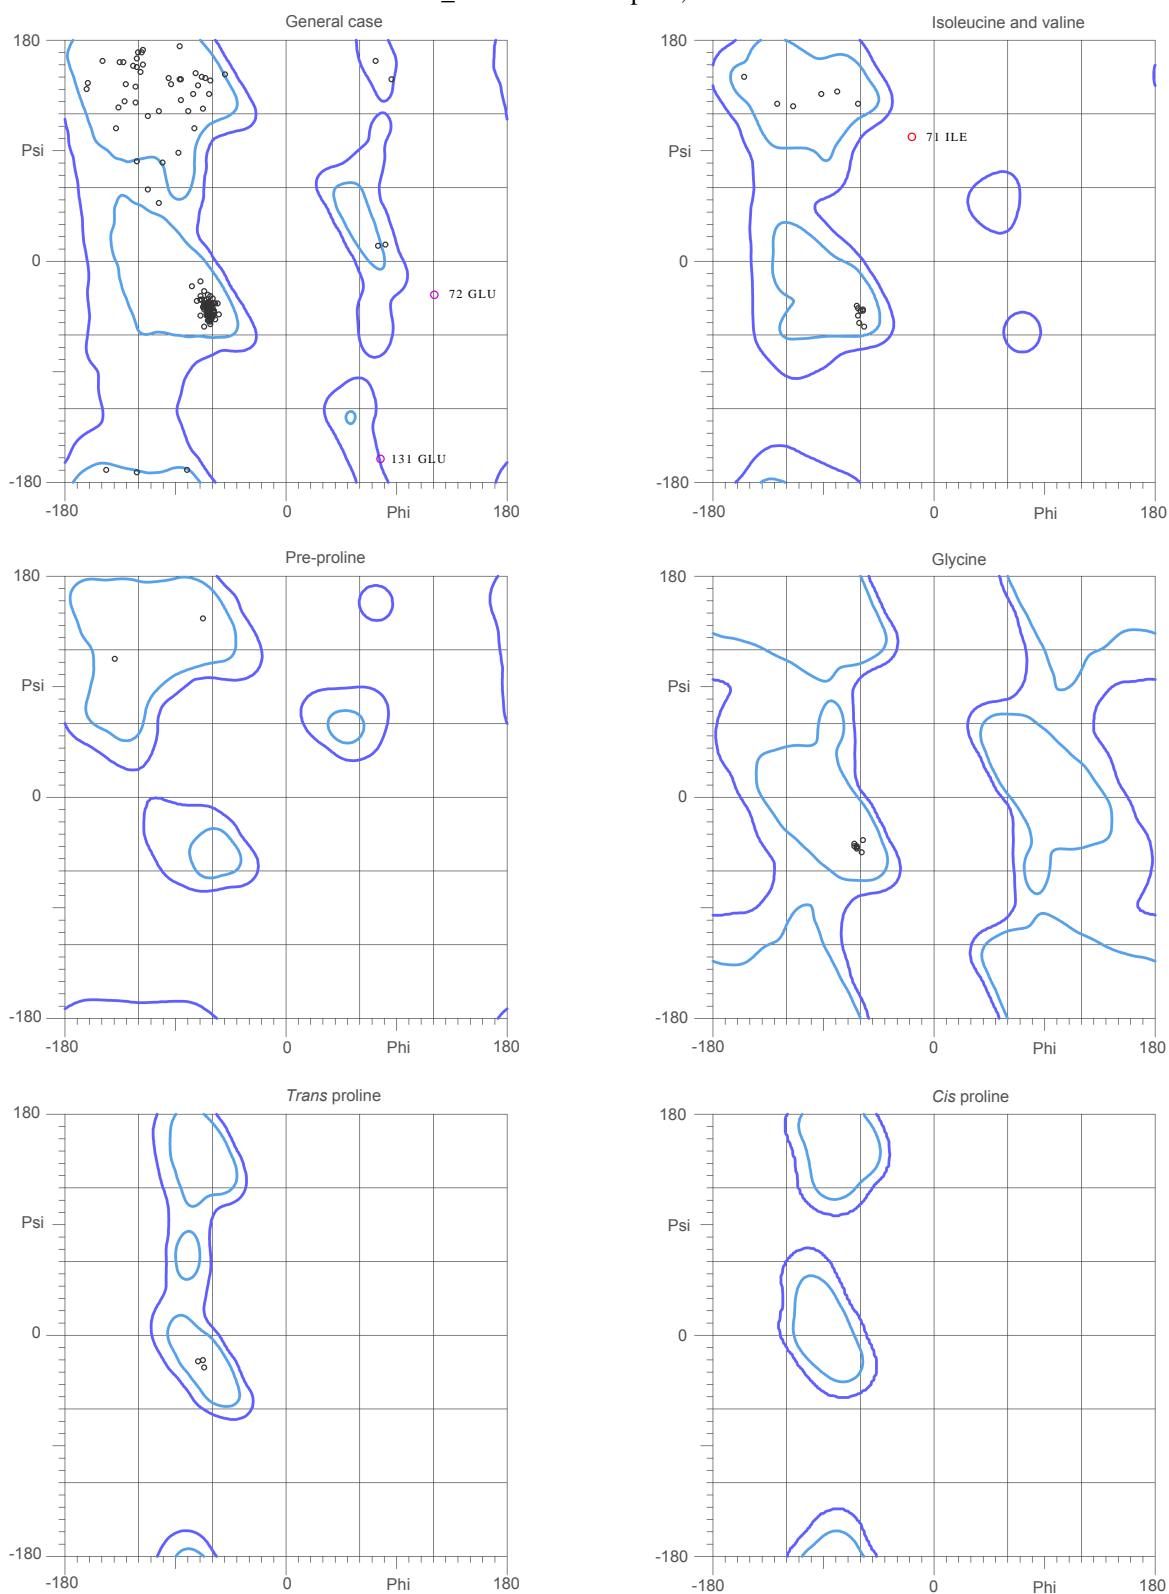 General case
180
Psi
0
-180
-180
0
Phi
180
72 GLU
131 GLU
Isoleucine and valine
180
Psi
0
-180
-180
0
Phi
180
71 ILE
Pre-proline
180
Psi
0
-180
-180
0
Phi
180
Glycine
180
Psi
0
-180
-180
0
Phi
180
Trans proline
180
Psi
0
-180
-180
0
Phi
180
Cis proline
180
Psi
0
-180
-180
0
Phi
180